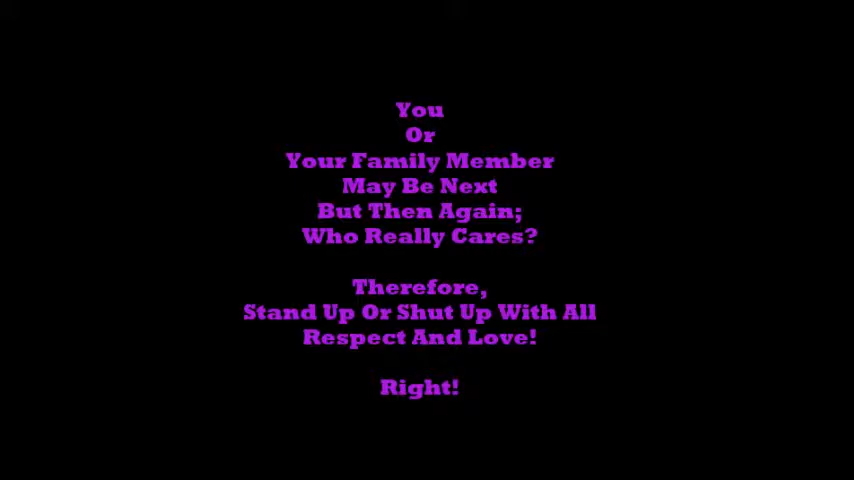 You
Or
Your Family Member
May Be Next
But Then Again;
Who Really Cares?
Therefore,
Stand Up Or Shut Up With All
Respect And Love!
Right!